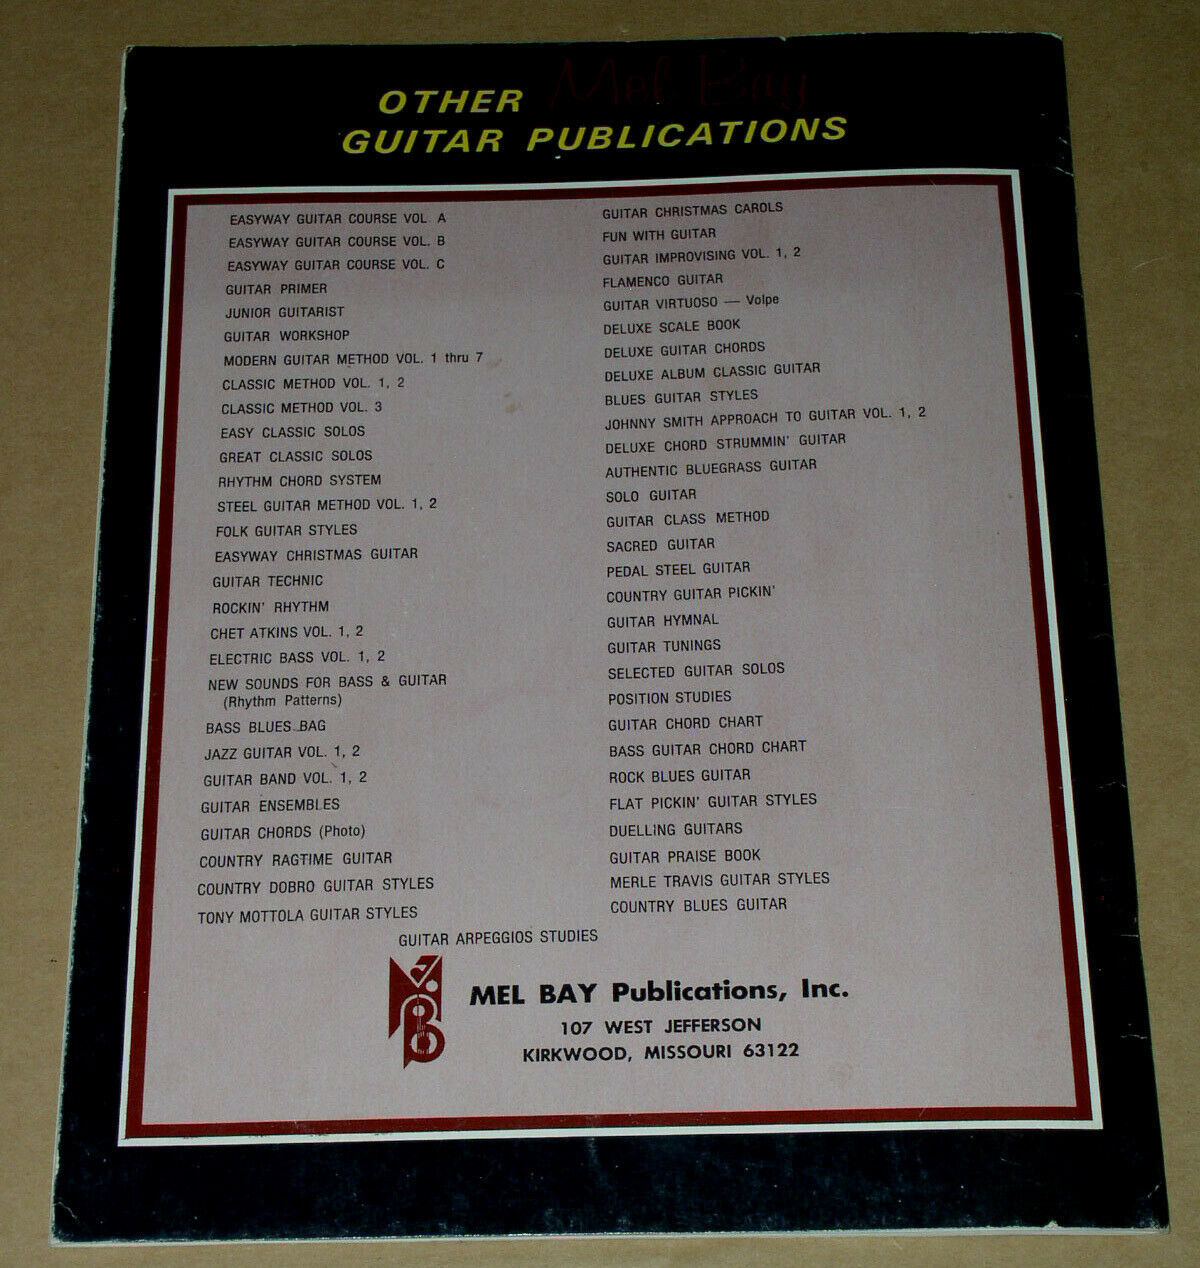 OTHER Mel Bay
GUITAR PUBLICATIONS
EASYWAY GUITAR COURSE VOL. A
EASYWAY GUITAR COURSE VOL. B
EASYWAY GUITAR COURSE VOL. C
GUITAR PRIMER
JUNIOR GUITARIST
GUITAR WORKSHOP
MODERN GUITAR METHOD VOL. 1 thru 7
CLASSIC METHOD VOL. 1, 2
CLASSIC METHOD VOL. 3
EASY CLASSIC SOLOS
GREAT CLASSIC SOLOS
RHYTHM CHORD SYSTEM
STEEL GUITAR METHOD VOL. 1, 2
FOLK GUITAR STYLES
EASYWAY CHRISTMAS GUITAR
GUITAR TECHNIC
ROCKIN' RHYTHM
CHET ATKINS VOL. 1, 2
ELECTRIC BASS VOL. 1, 2
NEW SOUNDS FOR BASS & GUITAR
(Rhythm Patterns)
BASS BLUES BAG
JAZZ GUITAR VOL. 1, 2
GUITAR BAND VOL. 1, 2
GUITAR ENSEMBLES
GUITAR CHORDS (Photo)
COUNTRY RAGTIME GUITAR
COUNTRY DOBRO GUITAR STYLES
TONY MOTTOLA GUITAR STYLES
GUITAR CHRISTMAS CAROLS
FUN WITH GUITAR
GUITAR IMPROVISING VOL. 1, 2
FLAMENCO GUITAR
GUITAR VIRTUOSO — Volpe
DELUXE SCALE BOOK
DELUXE GUITAR CHORDS
DELUXE ALBUM CLASSIC GUITAR
BLUES GUITAR STYLES
JOHNNY SMITH APPROACH TO GUITAR VOL. 1, 2
DELUXE CHORD STRUMMIN' GUITAR
AUTHENTIC BLUEGRASS GUITAR
SOLO GUITAR
GUITAR CLASS METHOD
SACRED GUITAR
PEDAL STEEL GUITAR
COUNTRY GUITAR PICKIN'
GUITAR HYMNAL
GUITAR TUNINGS
SELECTED GUITAR SOLOS
POSITION STUDIES
GUITAR CHORD CHART
BASS GUITAR CHORD CHART
ROCK BLUES GUITAR
FLAT PICKIN' GUITAR STYLES
DUELLING GUITARS
GUITAR PRAISE BOOK
MERLE TRAVIS GUITAR STYLES
COUNTRY BLUES GUITAR
GUITAR ARPEGGIOS STUDIES
MEL BAY Publications, Inc.
107 WEST JEFFERSON
KIRKWOOD, MISSOURI 63122